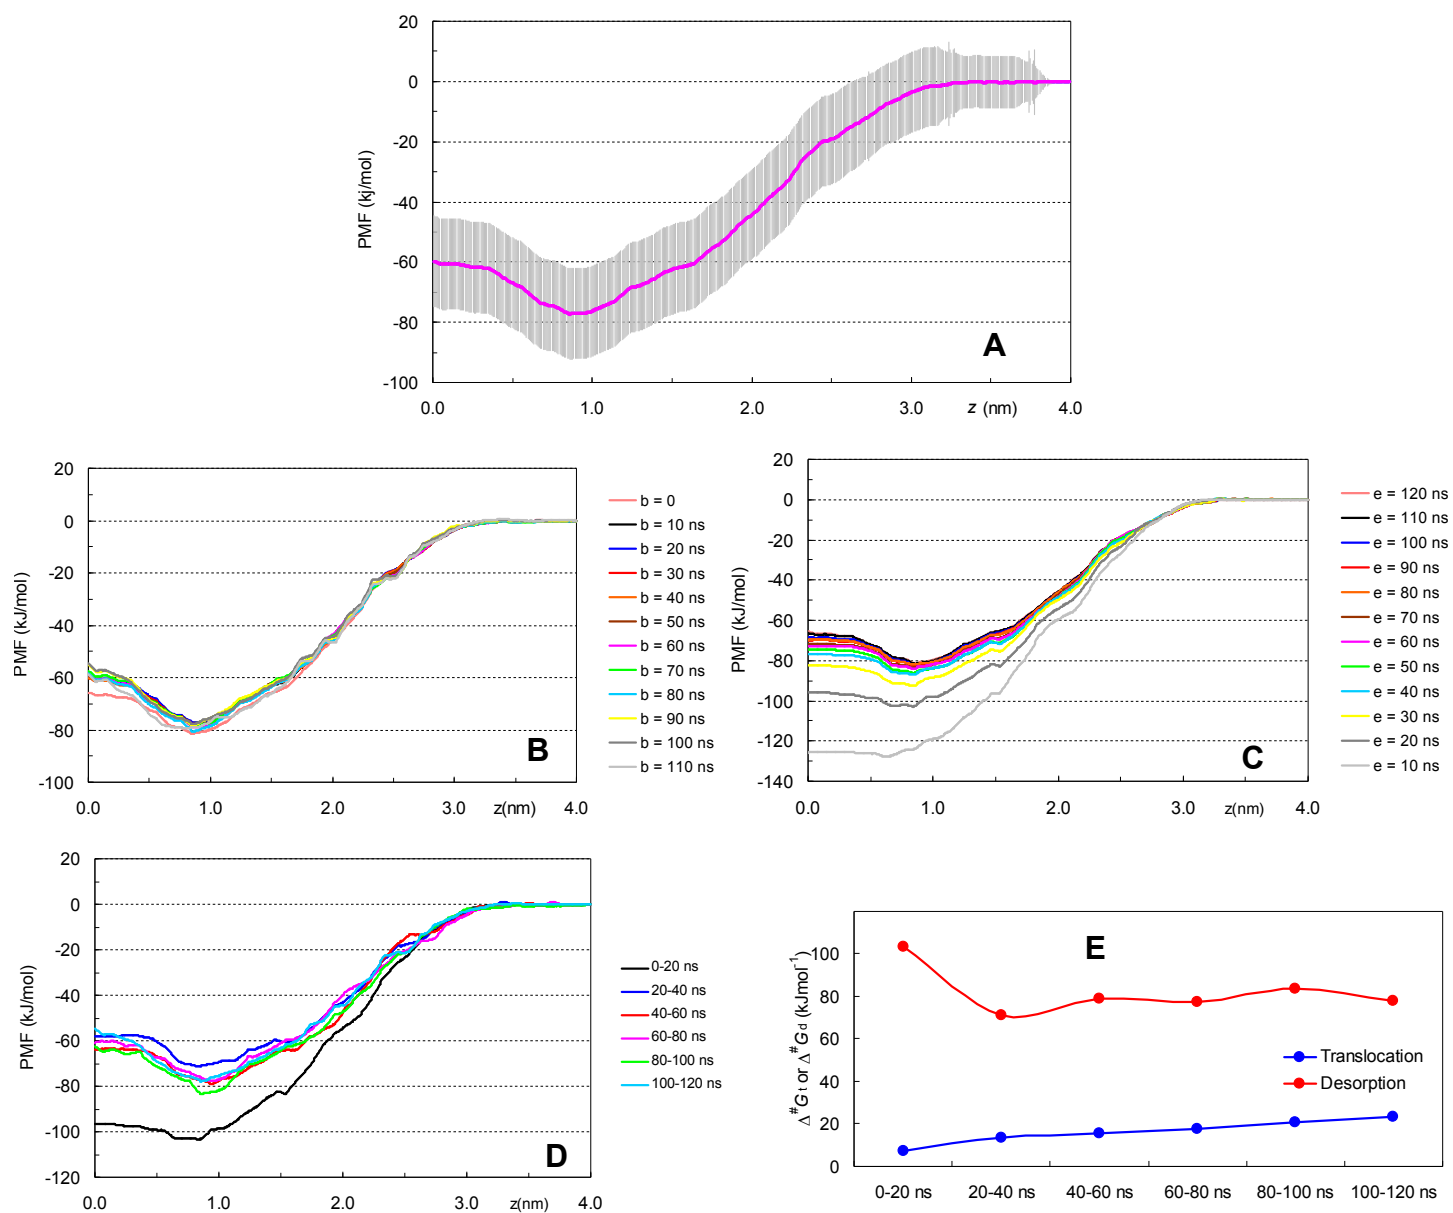 20
0
-20
-40
-60
-80
-100
PMF (kj/mol)
0.0 1.0 2.0 3.0 z (nm) 4.0
A
20
0
-20
-40
-60
-80
-100
PMF (kJ/mol)
0.0 1.0 2.0 3.0 z(nm) 4.0
B
b = 0
b = 10 ns
b = 20 ns
b = 30 ns
b = 40 ns
b = 50 ns
b = 60 ns
b = 70 ns
b = 80 ns
b = 90 ns
b = 100 ns
b = 110 ns
20
0
-20
-40
-60
-80
-100
-120
-140
PMF (kJ/mol)
0.0 1.0 2.0 3.0 z(nm) 4.0
C
e = 120 ns
e = 110 ns
e = 100 ns
e = 90 ns
e = 80 ns
e = 70 ns
e = 60 ns
e = 50 ns
e = 40 ns
e = 30 ns
e = 20 ns
e = 10 ns
20
0
-20
-40
-60
-80
-100
-120
PMF (kJ/mol)
0.0 1.0 2.0 3.0 z(nm) 4.0
D
0-20 ns
20-40 ns
40-60 ns
60-80 ns
80-100 ns
100-120 ns
100
80
60
40
20
0
Δ#Gt or Δ#Gd (kJmol-1)
E
Translocation
Desorption
0-20 ns 20-40 ns 40-60 ns 60-80 ns 80-100 ns 100-120 ns